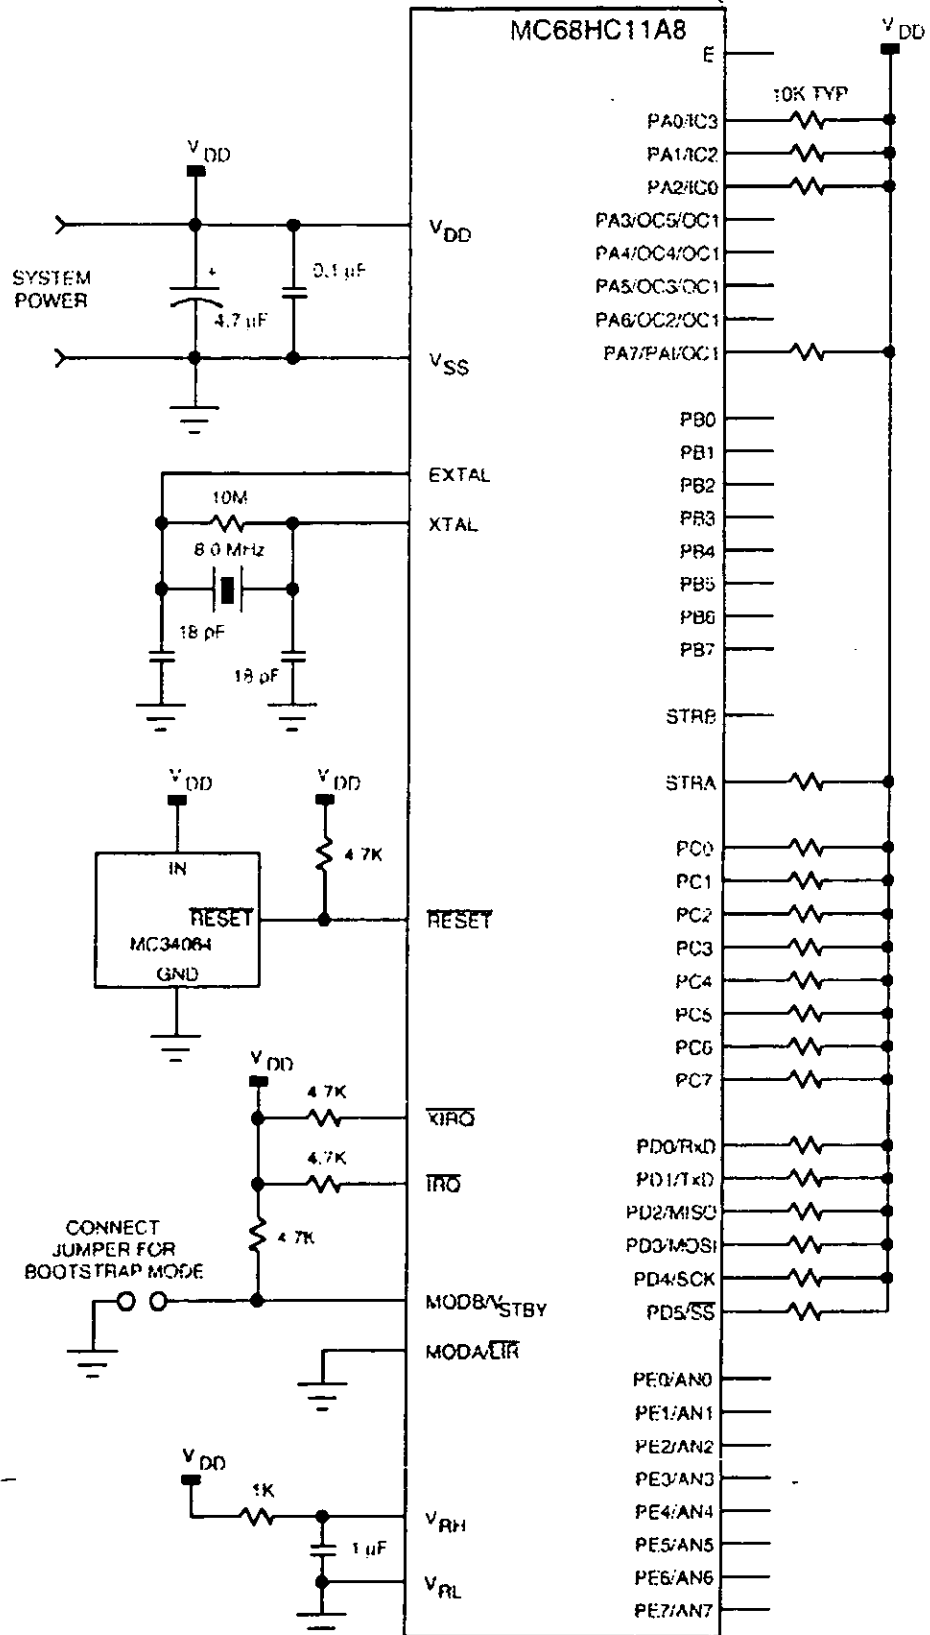 MC68HC11A8
V DD
E
10K TYP
PA0/IC3
PA1/IC2
PA2/IC0
PA3/OC5/OC1
PA4/OC4/OC1
PA5/OC3/OC1
PA6/OC2/OC1
PA7/PAI/OC1
V DD
SYSTEM
POWER
+
4.7 µF
0.1 µF
VDD
VSS
PB0
PB1
PB2
PB3
PB4
PB5
PB6
PB7
EXTAL
10M
XTAL
8.0 MHz
18 pF
18 pF
STRB
STRA
V DD
V DD
4.7K
IN
RESET
MC34064
GND
RESET
PC0
PC1
PC2
PC3
PC4
PC5
PC6
PC7
V DD
4.7K
XIRQ
4.7K
IRQ
4.7K
CONNECT
JUMPER FOR
BOOTSTRAP MODE
MODB/VSTBY
MODA/LIR
PD0/RxD
PD1/TxD
PD2/MISO
PD3/MOSI
PD4/SCK
PD5/SS
PE0/AN0
PE1/AN1
PE2/AN2
PE3/AN3
PE4/AN4
PE5/AN5
PE6/AN6
PE7/AN7
V DD
1K
VRH
1 µF
VRL